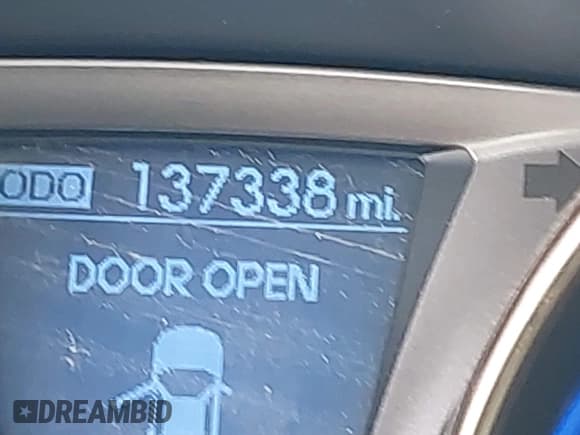 ODO 137338 mi.
DOOR OPEN
DREAMBID